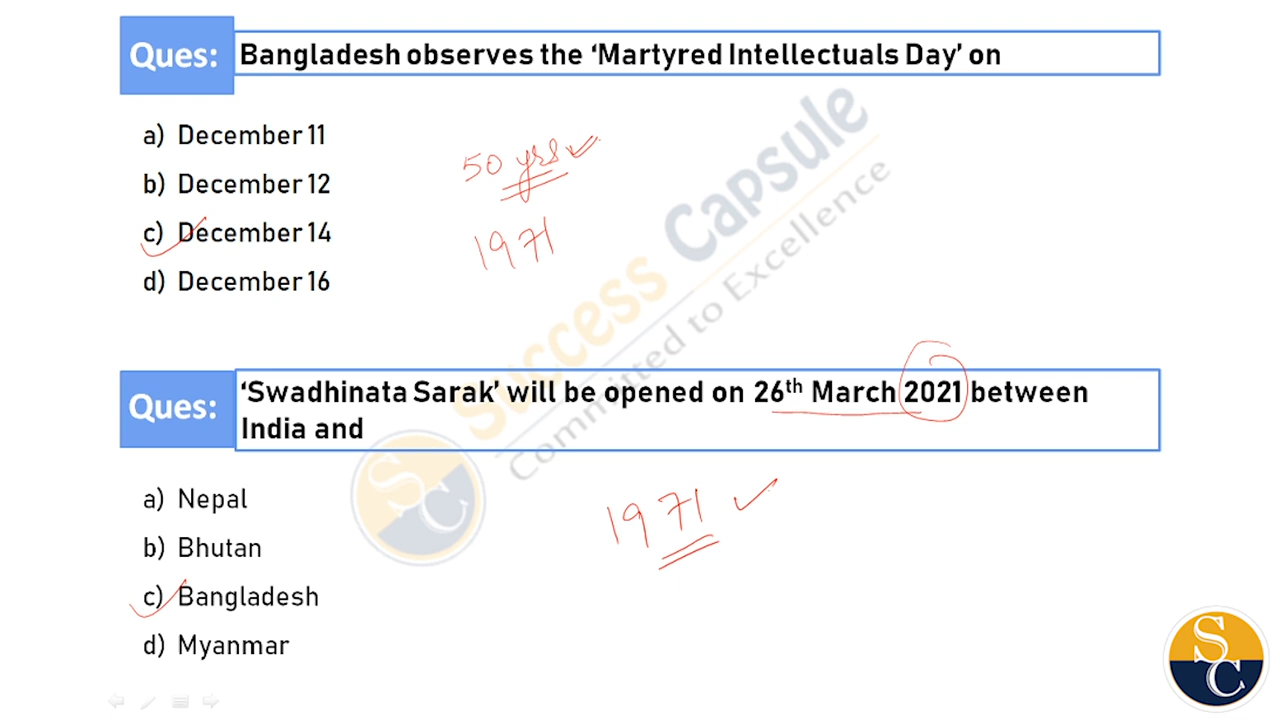 Ques: Bangladesh observes the ‘Martyred Intellectuals Day’ on
a) December 11
b) December 12
c) December 14
d) December 16
50 yrs
1971
Success Capsule
Committed to Excellence
SC
Ques: ‘Swadhinata Sarak’ will be opened on 26th March 2021 between
India and
a) Nepal
b) Bhutan
c) Bangladesh
d) Myanmar
1971
SC